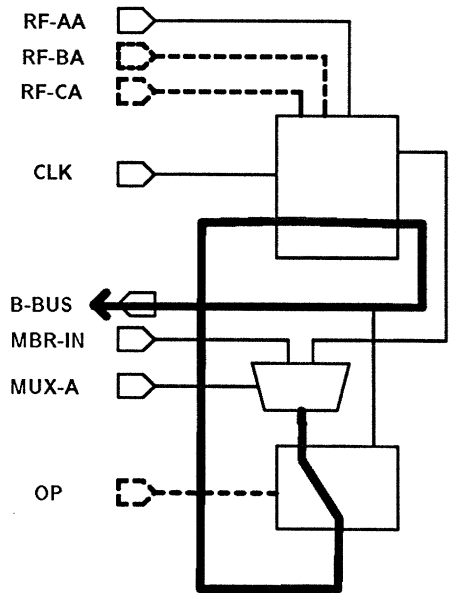 RF-AA
RF-BA
RF-CA
CLK
B-BUS
MBR-IN
MUX-A
OP